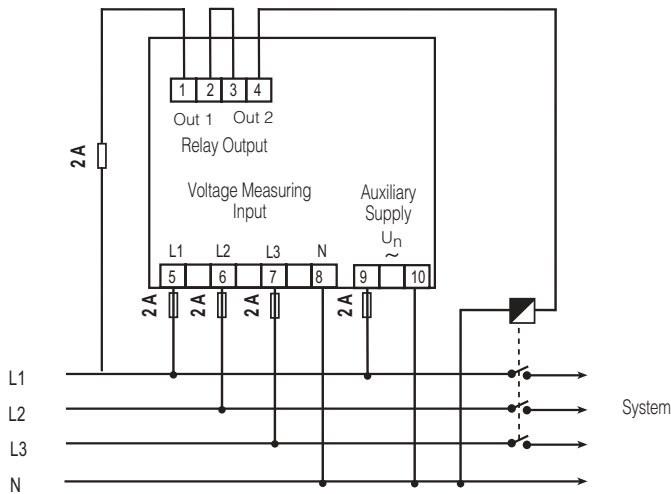 1 2 3 4
Out 1 Out 2
Relay Output
2 A
Voltage Measuring
Input
Auxiliary
Supply
Un
~
L1 L2 L3 N
5 6 7 8 9 10
2 A 2 A 2 A 2 A
L1
L2
System
L3
N